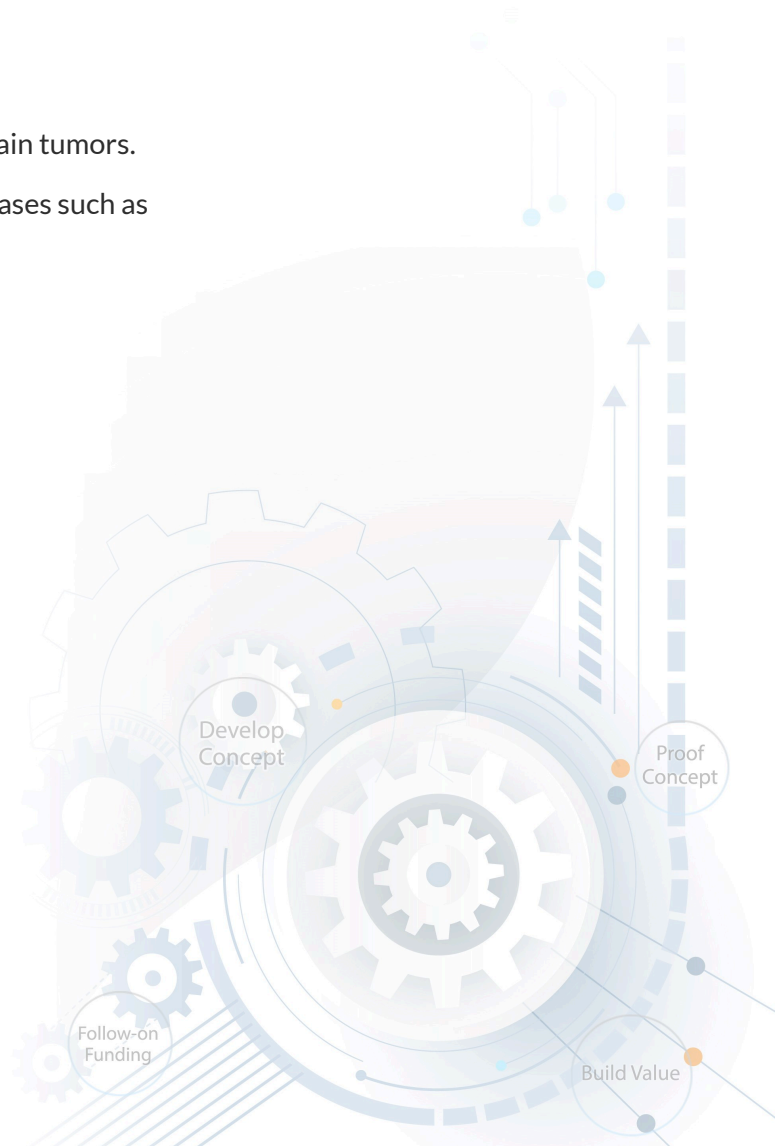 ain tumors.
ases such as
Develop
Concept
Proof
Concept
Follow-on
Funding
Build Value